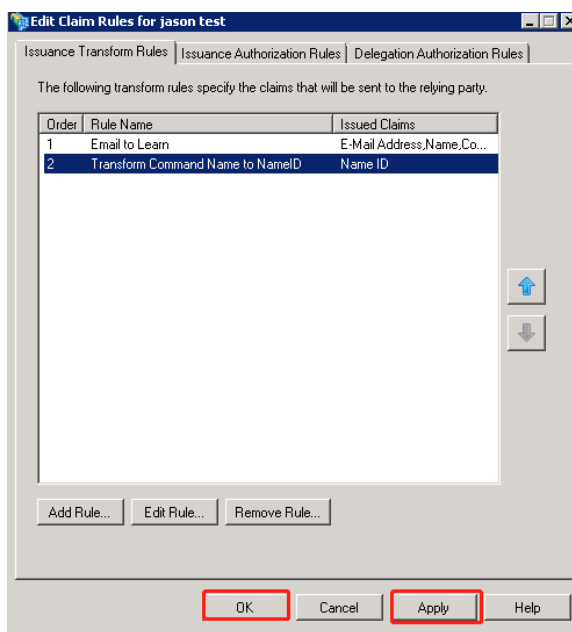 Edit Claim Rules for jason test
Issuance Transform Rules Issuance Authorization Rules Delegation Authorization Rules
The following transform rules specify the claims that will be sent to the relying party.
Order Rule Name Issued Claims
1 Email to Learn E-Mail Address,Name,Co...
2 Transform Command Name to NameID Name ID
Add Rule... Edit Rule... Remove Rule...
OK Cancel Apply Help